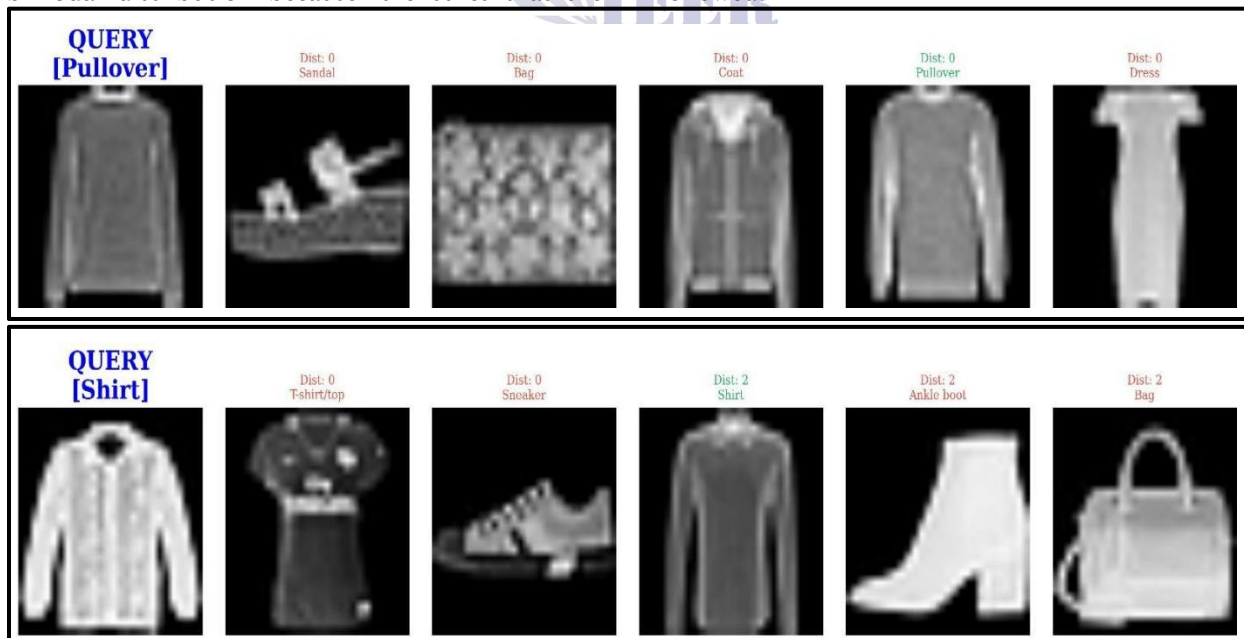 QUERY
[Pullover]
Dist: 0
Sandal
Dist: 0
Bag
Dist: 0
Coat
Dist: 0
Pullover
Dist: 0
Dress
QUERY
[Shirt]
Dist: 0
T-shirt/top
Dist: 0
Sneaker
Dist: 2
Shirt
Dist: 2
Ankle boot
Dist: 2
Bag